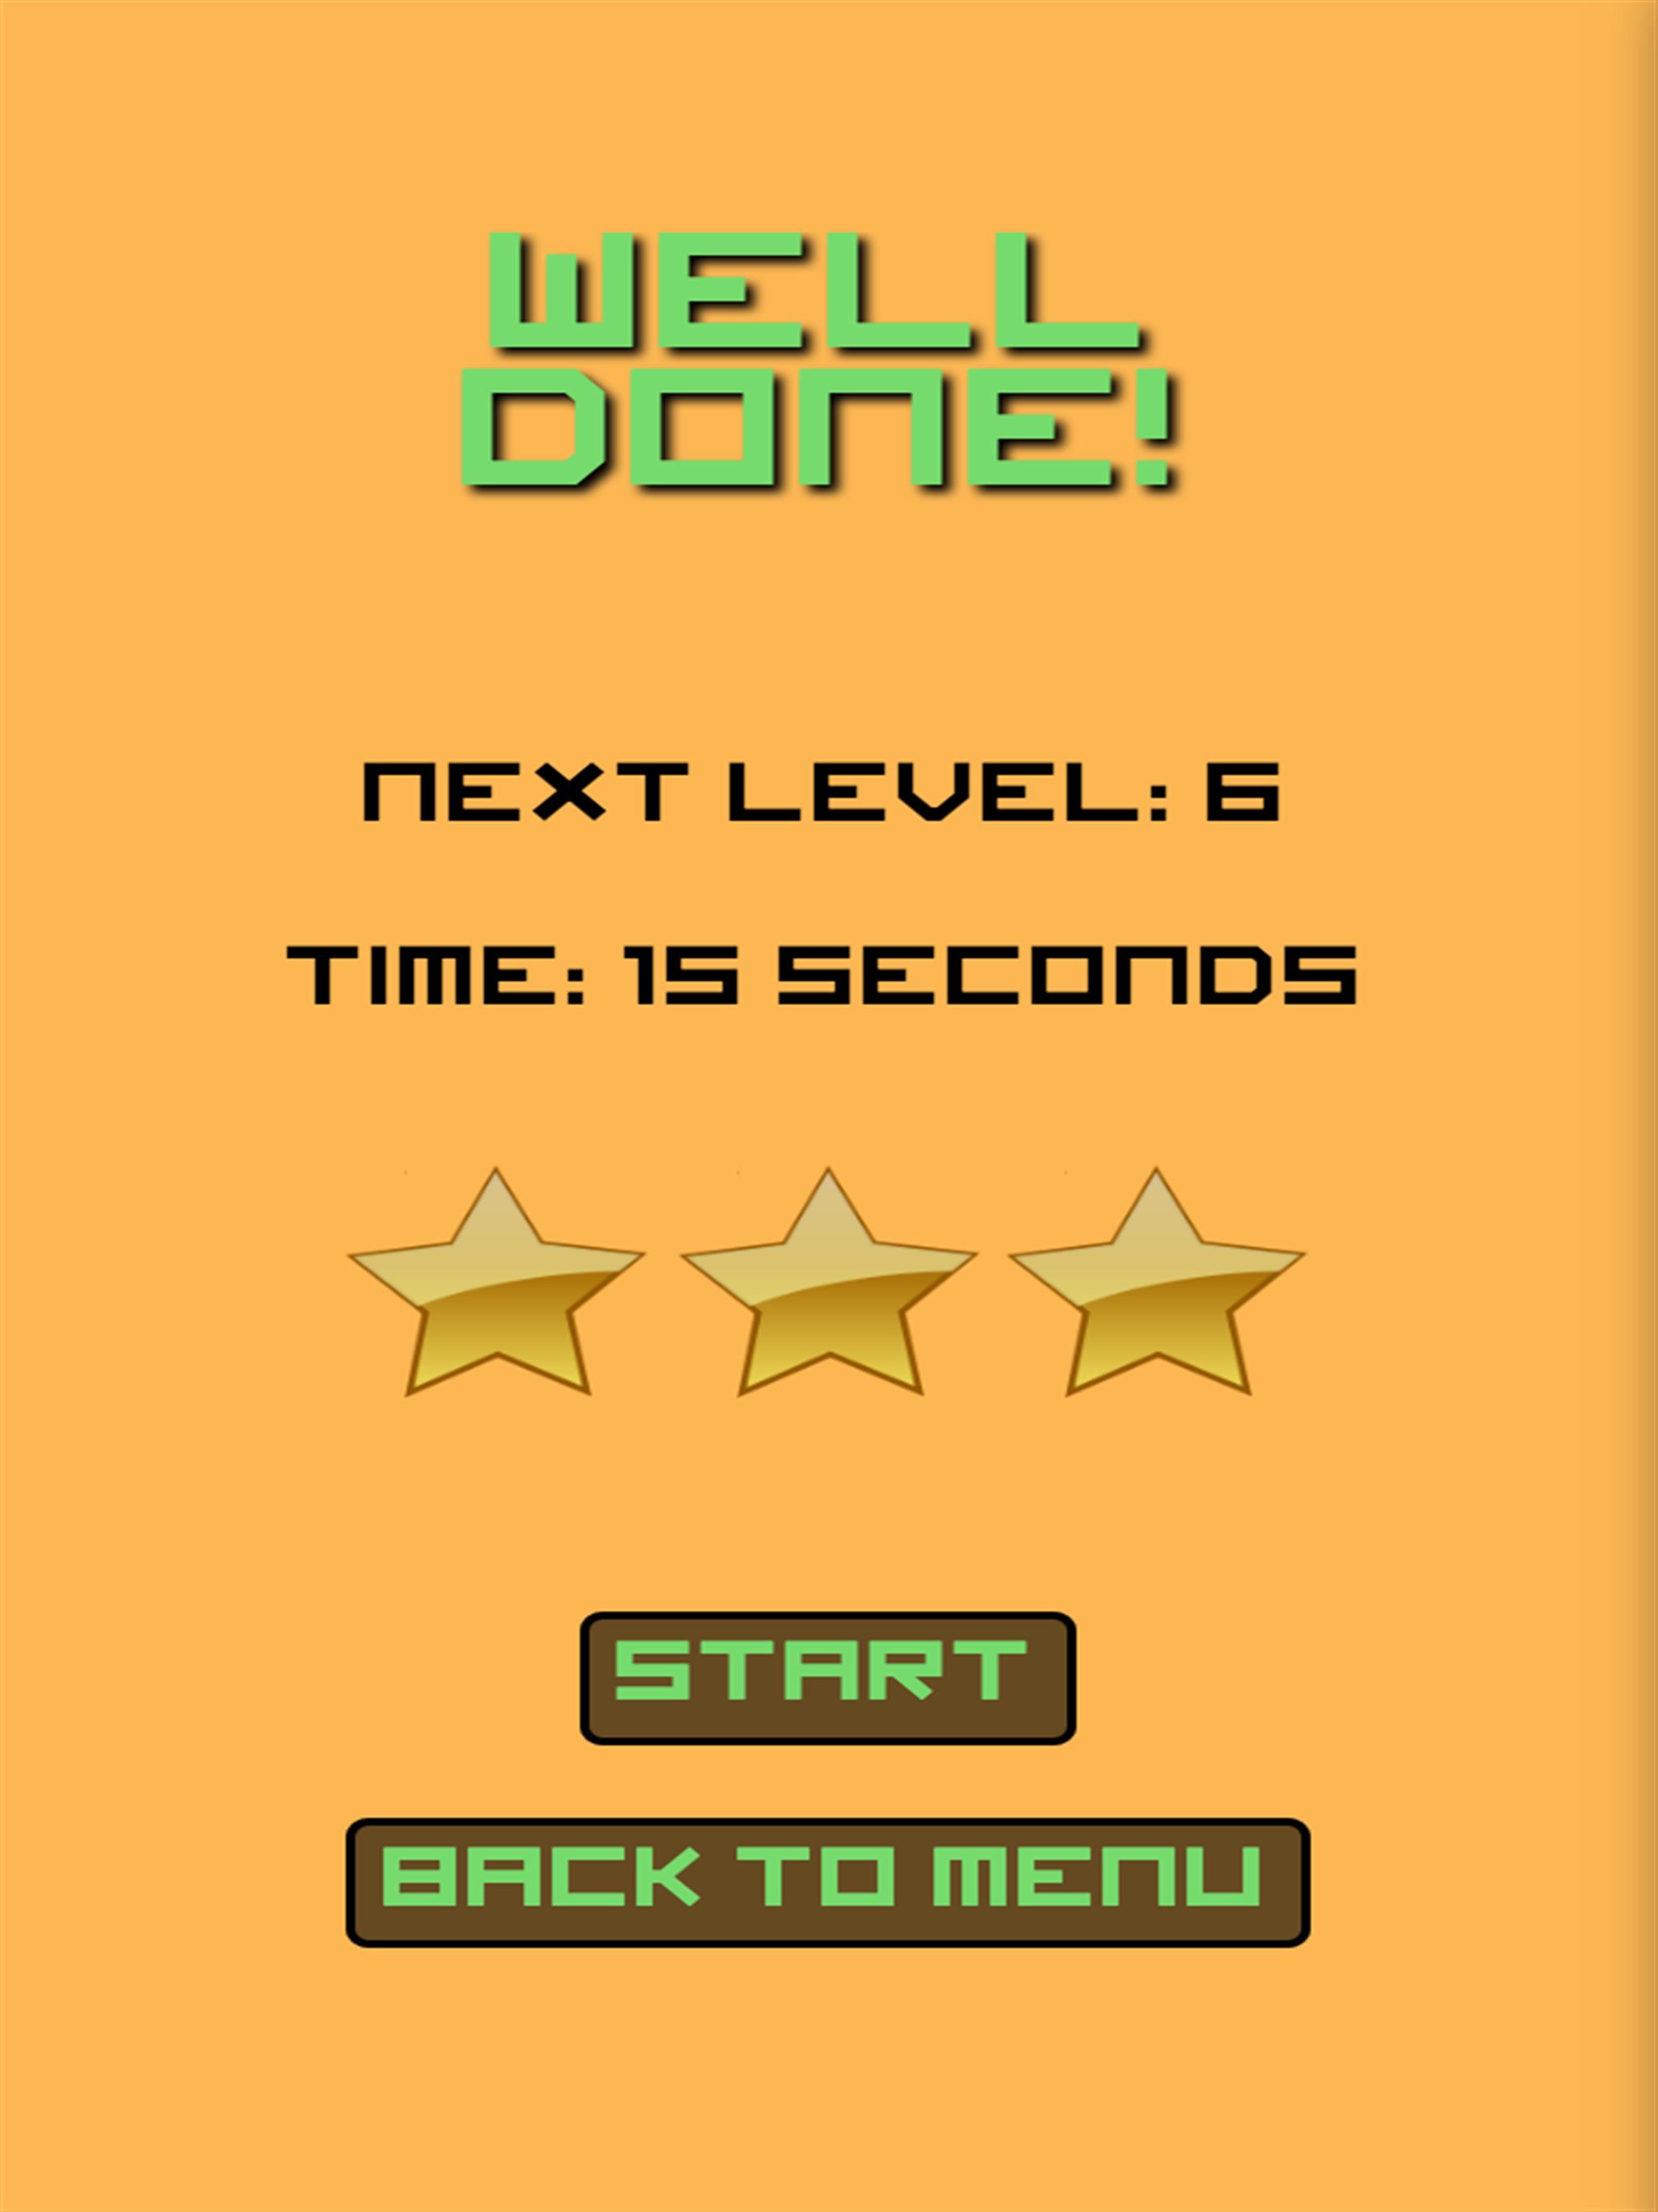 WELL
DONE!
NEXT LEVEL: 6
TIME: 15 SECONDS
START
BACK TO MENU